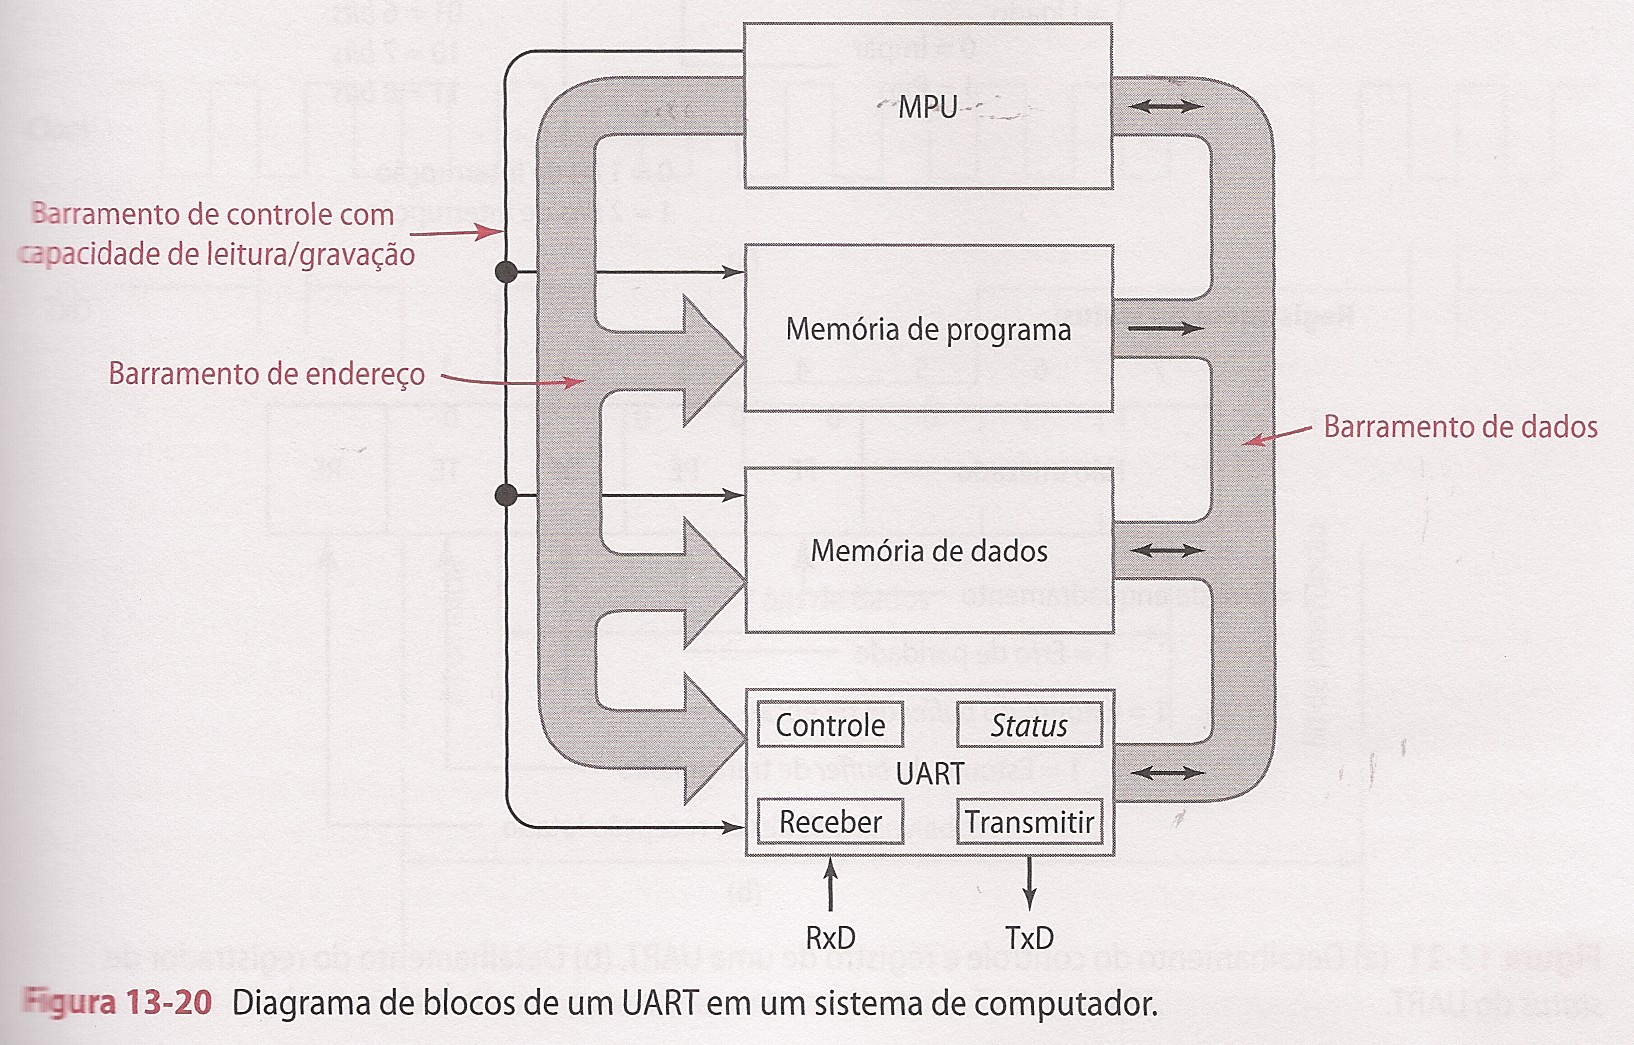 MPU
Barramento de controle com
capacidade de leitura/gravação
Memória de programa
Barramento de endereço
Barramento de dados
Memória de dados
Controle
Status
UART
Receber
Transmitir
RxD
TxD
Figura 13-20 Diagrama de blocos de um UART em um sistema de computador.